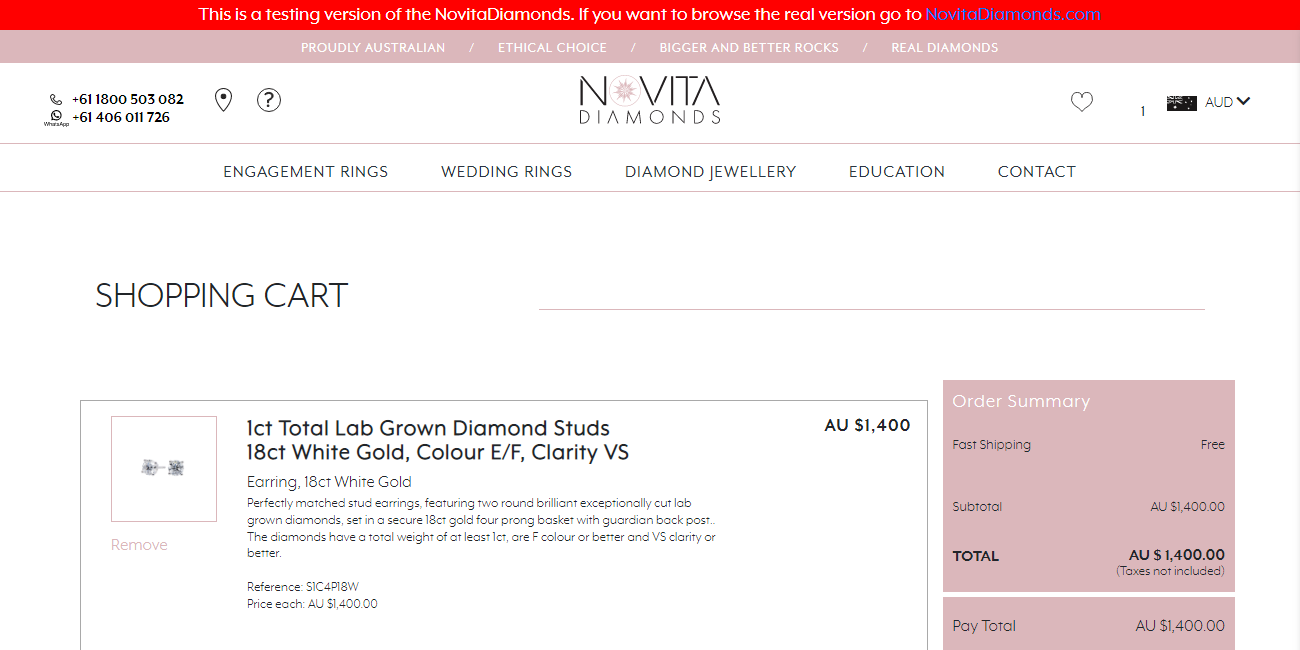 This is a testing version of the NovitaDiamonds. If you want to browse the real version go to NovitaDiamonds.com
PROUDLY AUSTRALIAN / ETHICAL CHOICE / BIGGER AND BETTER ROCKS / REAL DIAMONDS
+61 1800 503 082
WhatsApp
+61 406 011 726
?
NOVITA
DIAMONDS
1
AUD
ENGAGEMENT RINGS WEDDING RINGS DIAMOND JEWELLERY EDUCATION CONTACT
SHOPPING CART
1ct Total Lab Grown Diamond Studs
18ct White Gold, Colour E/F, Clarity VS
AU $1,400
Earring, 18ct White Gold
Perfectly matched stud earrings, featuring two round brilliant exceptionally cut lab
grown diamonds, set in a secure 18ct gold four prong basket with guardian back post..
The diamonds have a total weight of at least 1ct, are F colour or better and VS clarity or
better.
Remove
Reference: S1C4P18W
Price each: AU $1,400.00
Order Summary
Fast Shipping Free
Subtotal AU $1,400.00
TOTAL AU $ 1,400.00
(Taxes not included)
Pay Total AU $1,400.00